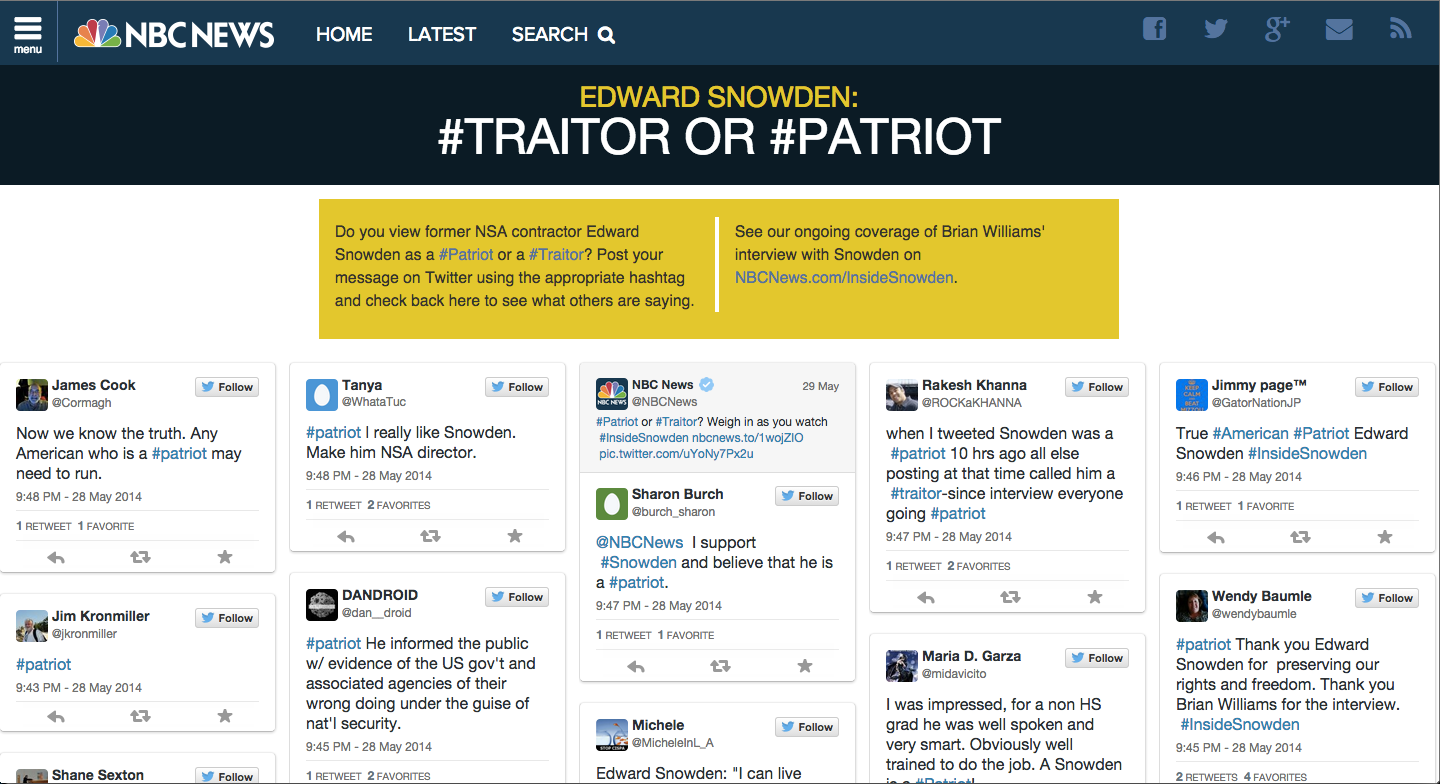 menu
NBC NEWS
HOME
LATEST
SEARCH
EDWARD SNOWDEN:
#TRAITOR OR #PATRIOT
Do you view former NSA contractor Edward
Snowden as a #Patriot or a #Traitor? Post your
message on Twitter using the appropriate hashtag
and check back here to see what others are saying.
See our ongoing coverage of Brian Williams'
interview with Snowden on
NBCNews.com/InsideSnowden.
James Cook
@Cormagh
Follow
Now we know the truth. Any
American who is a #patriot may
need to run.
9:48 PM - 28 May 2014
1 RETWEET 1 FAVORITE
Jim Kronmiller
@jkronmiller
Follow
#patriot
9:43 PM - 28 May 2014
Shane Sexton
Follow
Tanya
@WhataTuc
Follow
#patriot I really like Snowden.
Make him NSA director.
9:48 PM - 28 May 2014
1 RETWEET 2 FAVORITES
DANDROID
@dan__droid
Follow
#patriot He informed the public
w/ evidence of the US gov't and
associated agencies of their
wrong doing under the guise of
nat'l security.
9:45 PM - 28 May 2014
1 RETWEET 2 FAVORITES
NBC NEWS
NBC News
29 May
@NBCNews
#Patriot or #Traitor? Weigh in as you watch
#InsideSnowden nbcnews.to/1wojZIO
pic.twitter.com/uYoNy7Px2u
Sharon Burch
@burch_sharon
Follow
@NBCNews I support
#Snowden and believe that he is
a #patriot.
9:47 PM - 28 May 2014
1 RETWEET 1 FAVORITE
STOP CISPA
Michele
@MicheleInL_A
Follow
Edward Snowden: "I can live
Rakesh Khanna
@ROCKaKHANNA
Follow
when I tweeted Snowden was a
#patriot 10 hrs ago all else
posting at that time called him a
#traitor-since interview everyone
going #patriot
9:47 PM - 28 May 2014
1 RETWEET 2 FAVORITES
Maria D. Garza
@midavicito
Follow
I was impressed, for a non HS
grad he was well spoken and
very smart. Obviously well
trained to do the job. A Snowden
is a #Patriot!
KEEP
CALM
AND
BEAT
MIZZOU
Jimmy page™
@GatorNationJP
Follow
True #American #Patriot Edward
Snowden #InsideSnowden
9:46 PM - 28 May 2014
1 RETWEET 1 FAVORITE
Wendy Baumle
@wendybaumle
Follow
#patriot Thank you Edward
Snowden for preserving our
rights and freedom. Thank you
Brian Williams for the interview.
#InsideSnowden
9:45 PM - 28 May 2014
2 RETWEETS 4 FAVORITES